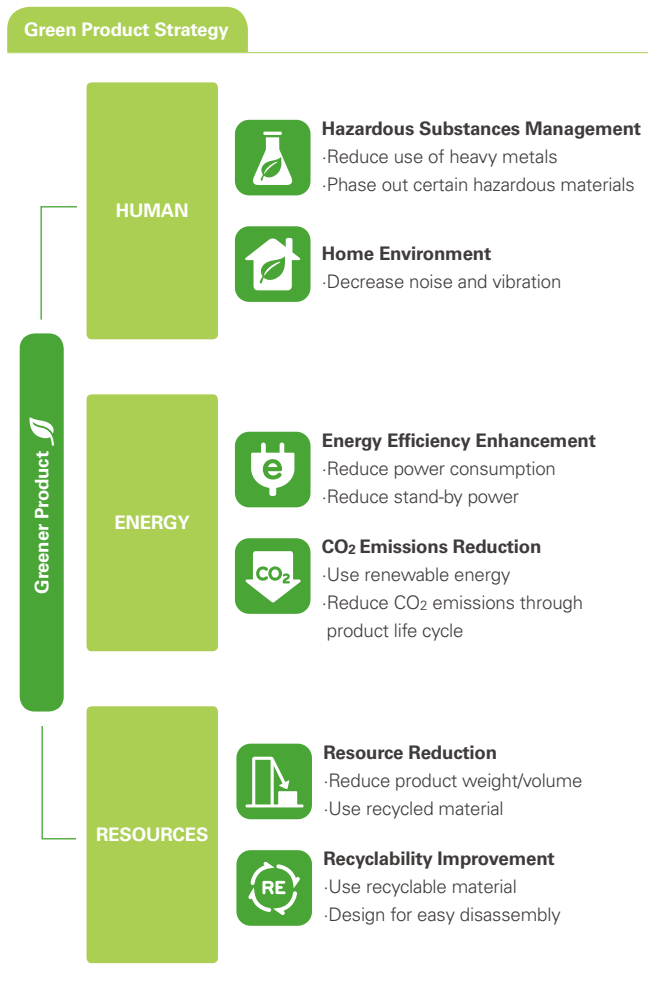 Green Product Strategy
Greener Product
HUMAN
Hazardous Substances Management
·Reduce use of heavy metals
·Phase out certain hazardous materials
Home Environment
·Decrease noise and vibration
ENERGY
e
Energy Efficiency Enhancement
·Reduce power consumption
·Reduce stand-by power
CO2
CO2 Emissions Reduction
·Use renewable energy
·Reduce CO2 emissions through
product life cycle
RESOURCES
Resource Reduction
·Reduce product weight/volume
·Use recycled material
RE
Recyclability Improvement
·Use recyclable material
·Design for easy disassembly